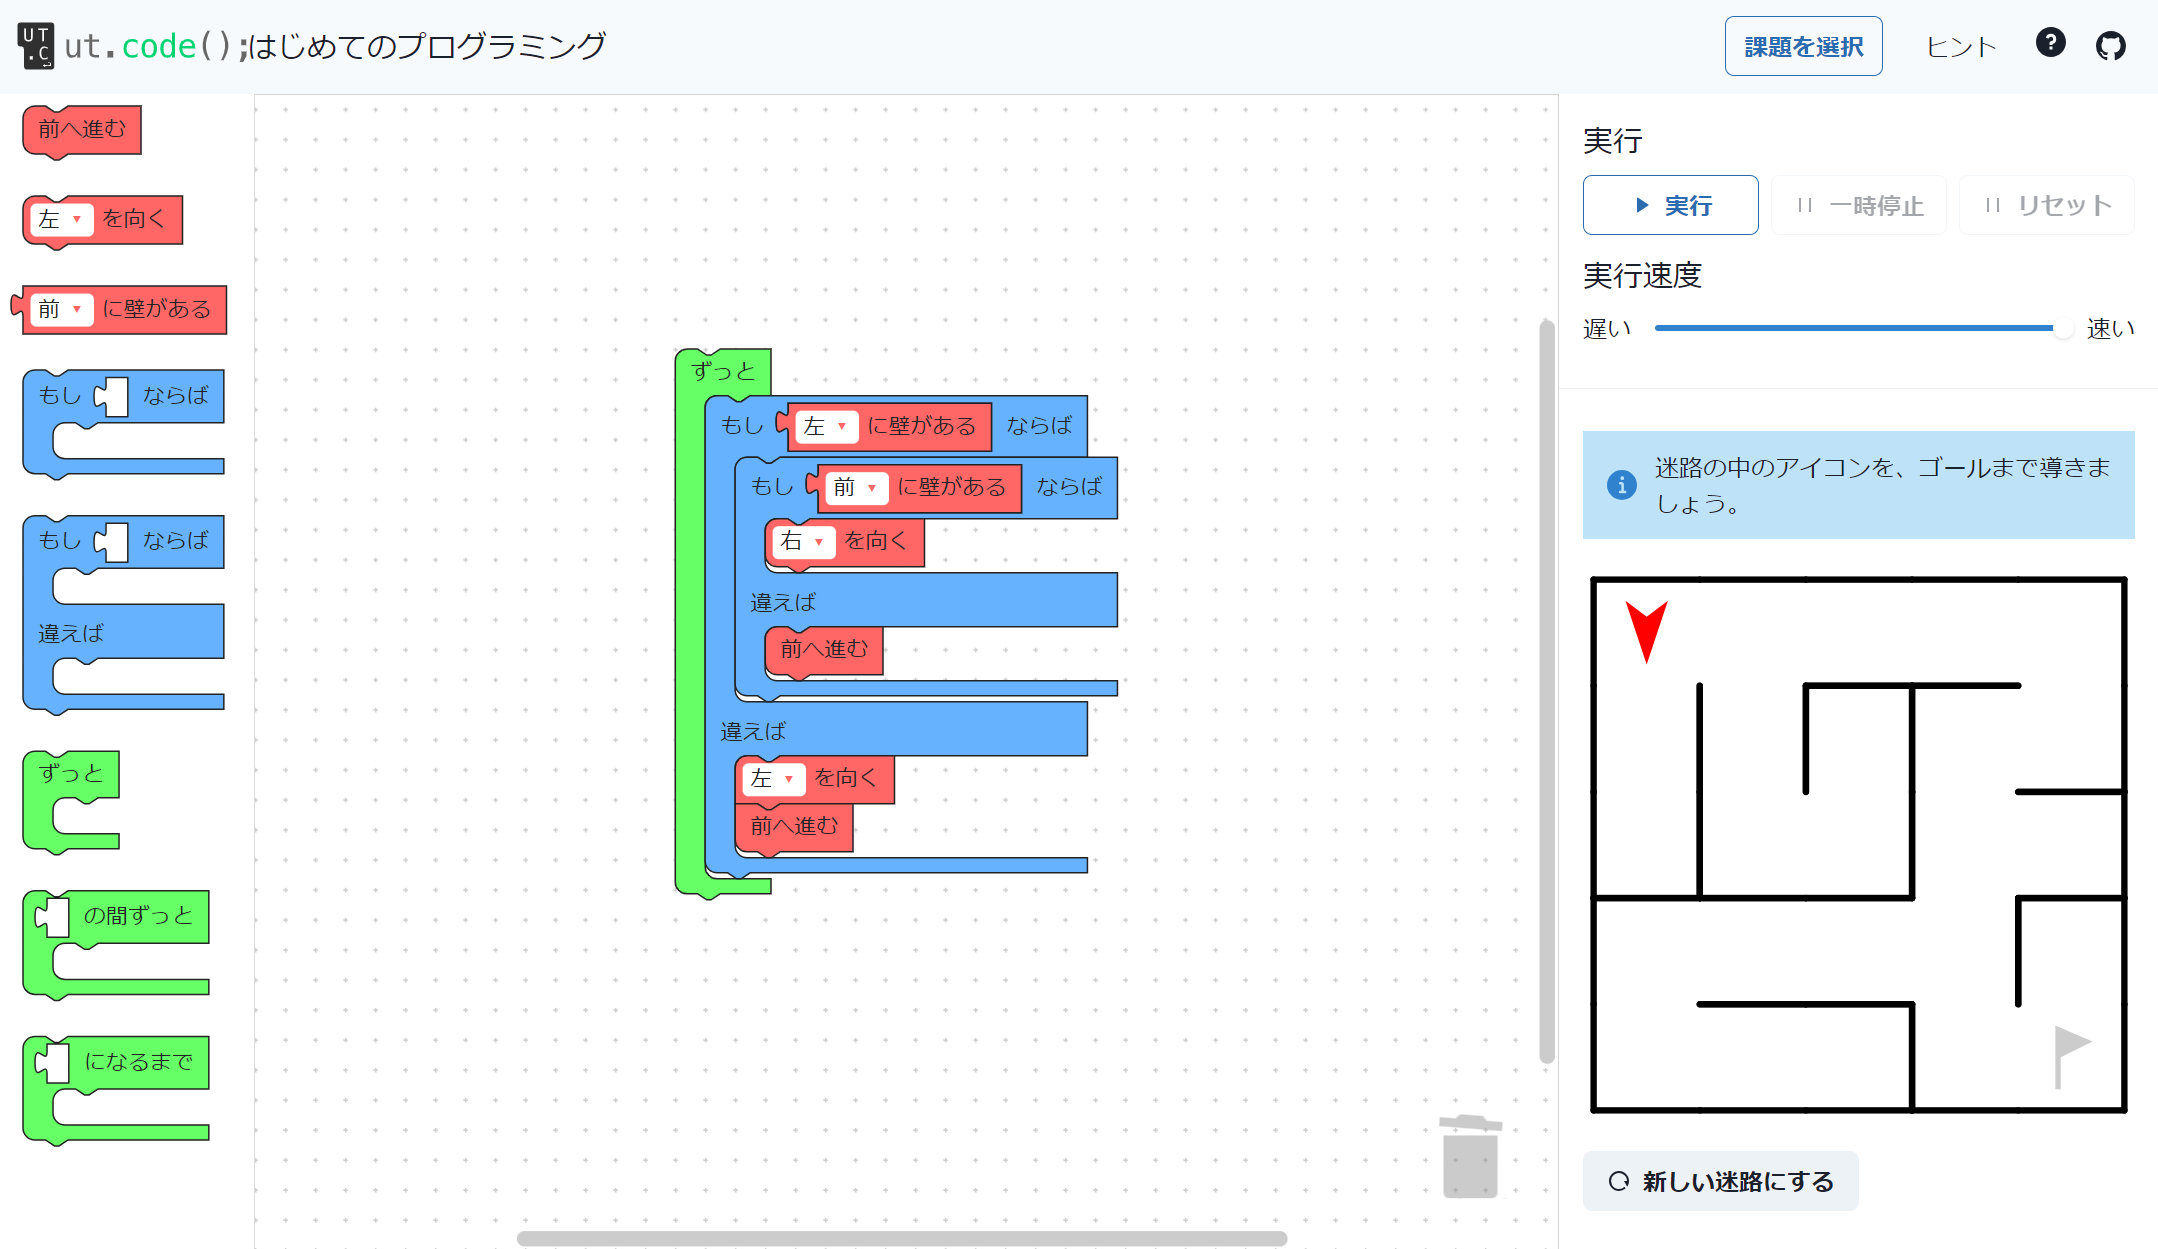 UT
.C
ut.code();はじめてのプログラミング
課題を選択
ヒント
?
前へ進む
左 ▼ を向く
前 ▼ に壁がある
もし ならば
もし ならば
違えば
ずっと
の間ずっと
になるまで
ずっと
もし 左 ▼ に壁がある ならば
もし 前 ▼ に壁がある ならば
右 ▼ を向く
違えば
前へ進む
違えば
左 ▼ を向く
前へ進む
実行
実行
一時停止
リセット
実行速度
遅い
速い
迷路の中のアイコンを、ゴールまで導きま
しょう。
新しい迷路にする